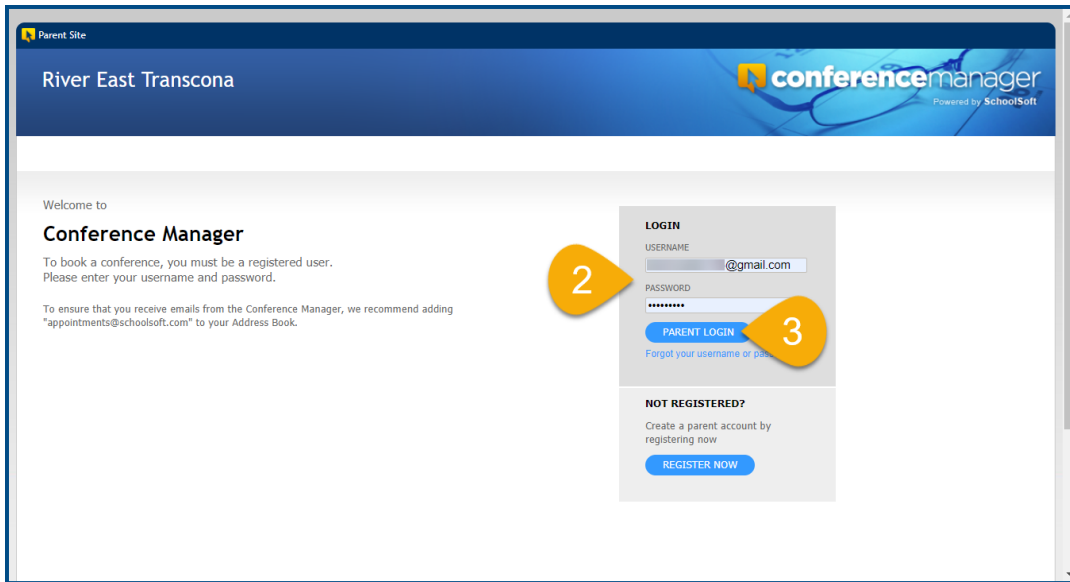 Parent Site
River East Transcona
conferencemanager
Powered by SchoolSoft
Welcome to
Conference Manager
To book a conference, you must be a registered user.
Please enter your username and password.
To ensure that you receive emails from the Conference Manager, we recommend adding
"appointments@schoolsoft.com" to your Address Book.
LOGIN
USERNAME
@gmail.com
2
PASSWORD
•••••••••
PARENT LOGIN
3
Forgot your username or
NOT REGISTERED?
Create a parent account by
registering now
REGISTER NOW